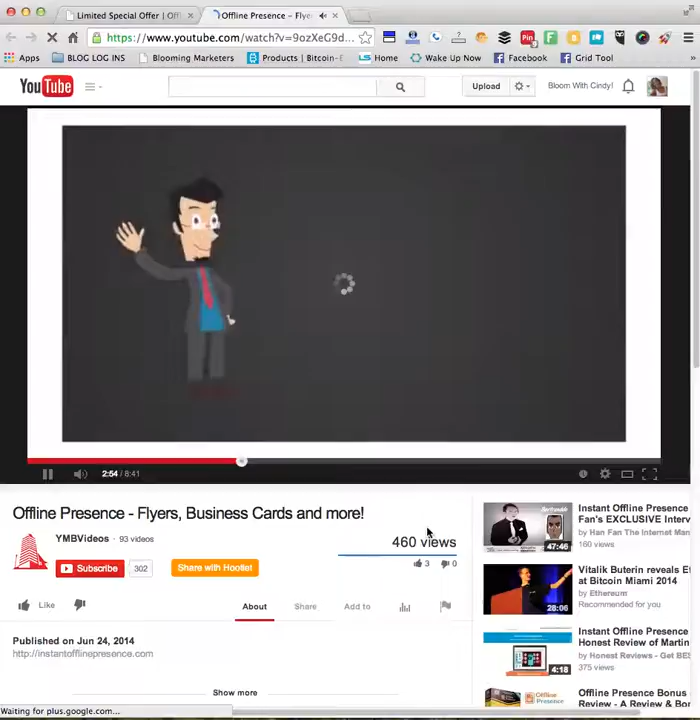 Limited Special Offer | Off
Offline Presence – Flye
https://www.youtube.com/watch?v=9ozXeG9d...
Apps
BLOG LOG INS
Blooming Marketers
Products | Bitcoin-E
Home
Wake Up Now
Facebook
Grid Tool
YouTube
Upload
Bloom With Cindy!
2:54 / 8:41
Offline Presence - Flyers, Business Cards and more!
YMBVideos · 93 videos
Subscribe 302
Share with Hootlet
460 views
3 0
Like
About Share Add to
Published on Jun 24, 2014
http://instantofflinepresence.com
Show more
47:46
Instant Offline Presence
Fan's EXCLUSIVE Interv
by Han Fan The Internet Man
160 views
28:06
Vitalik Buterin reveals E
at Bitcoin Miami 2014
by Ethereum
Recommended for you
4:18
Instant Offline Presence
Honest Review of Martin
by Honest Reviews - Get BE
375 views
Offline Presence Bonus
Review - A Review & Bo
Waiting for plus.google.com...